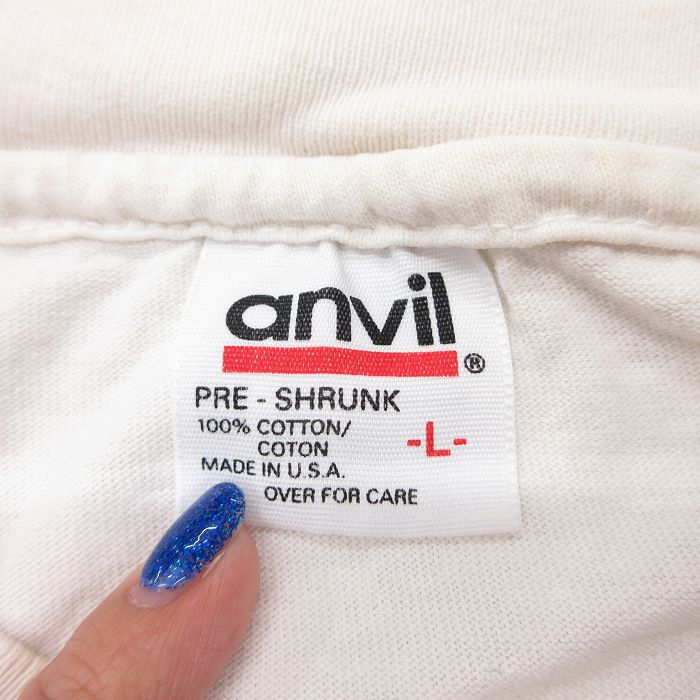 anvil
®
PRE - SHRUNK
100% COTTON/
COTON
-L-
MADE IN U.S.A.
OVER FOR CARE